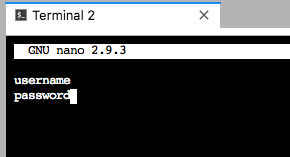 Terminal 2
GNU nano 2.9.3
username
password